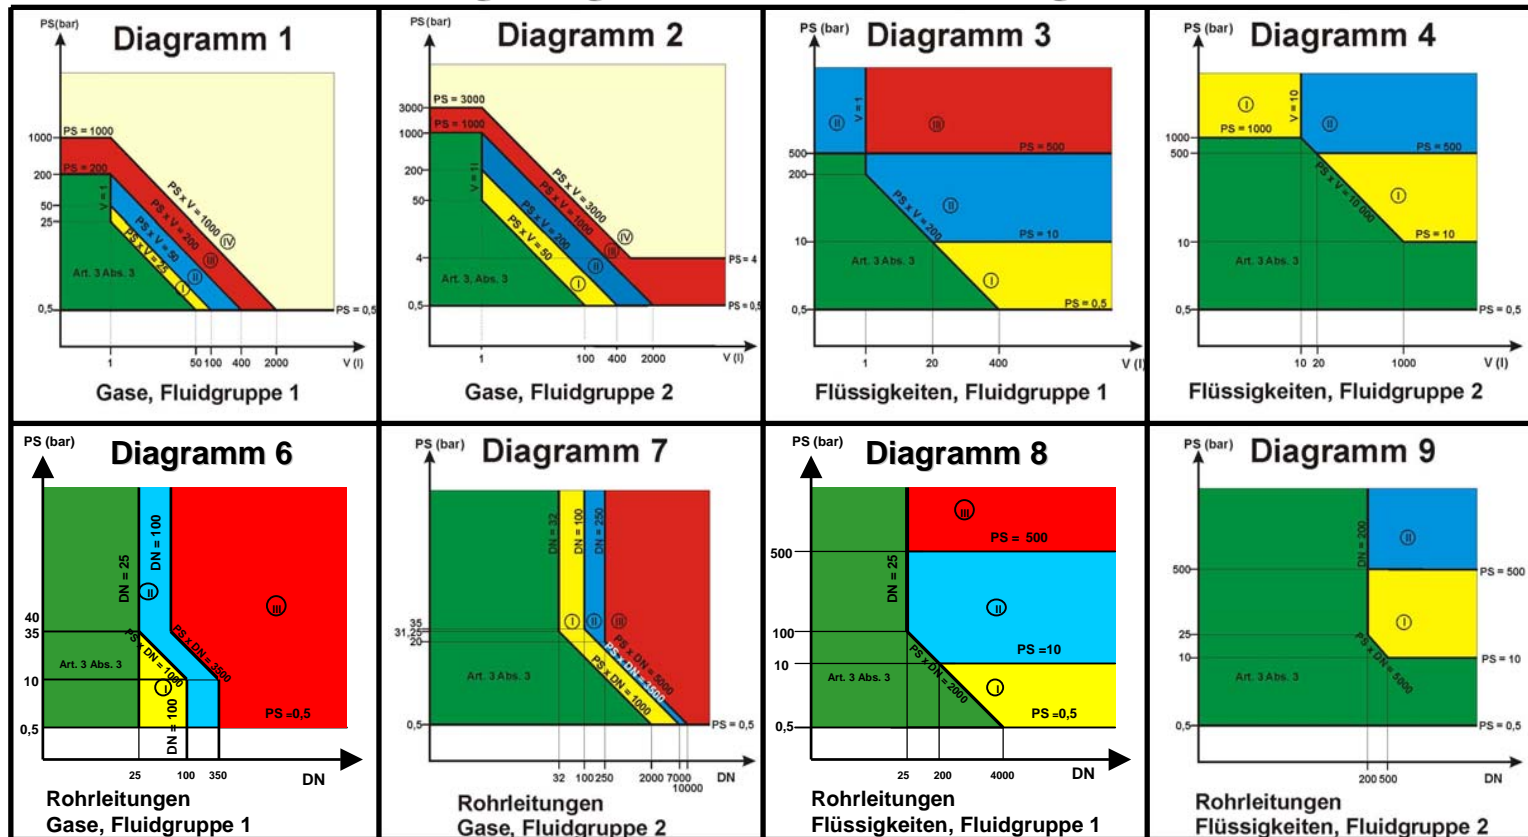 PS(bar)
Diagramm 1
PS = 1000
1000
PS = 200
200
50
25
0,5
V = 1
PS x V = 1000
PS x V = 200
PS x V = 50
PS x V = 25
IV
III
II
I
Art. 3 Abs. 3
PS = 0,5
1
50
100
400
2000
V (l)
Gase, Fluidgruppe 1
PS (bar)
Diagramm 2
PS = 3000
3000
PS = 1000
1000
200
50
4
0,5
V = 1l
PS x V = 3000
PS x V = 1000
PS x V = 200
PS x V = 50
IV
III
II
I
Art. 3, Abs. 3
PS = 4
PS = 0,5
1
100
400
2000
V (l)
Gase, Fluidgruppe 2
PS (bar)
Diagramm 3
V = 1
II
III
PS = 500
500
200
II
PS x V = 200
PS = 10
10
Art. 3 Abs. 3
I
PS = 0,5
0,5
1
20
400
V (l)
Flüssigkeiten, Fluidgruppe 1
PS (bar)
Diagramm 4
I
V = 10
II
PS = 1000
1000
500
PS = 500
PS x V = 10 000
I
PS = 10
10
Art. 3 Abs. 3
0,5
PS = 0.5
10
20
1000
V (l)
Flüssigkeiten, Fluidgruppe 2
PS (bar)
Diagramm 6
DN = 25
DN = 100
II
III
40
35
PS x DN = 1000
PS x DN = 3500
Art. 3 Abs. 3
10
I
DN = 100
PS =0,5
0,5
25
100
350
DN
Rohrleitungen
Gase, Fluidgruppe 1
PS (bar)
Diagramm 7
DN = 32
DN = 100
DN = 250
I
II
III
35
31,25
20
PS x DN = 5000
PS x DN = 3500
PS x DN = 1000
Art. 3 Abs. 3
0,5
PS = 0,5
32
100
250
2000
7000
10000
DN
Rohrleitungen
Gase, Fluidgruppe 2
PS (bar)
Diagramm 8
III
PS = 500
500
DN = 25
II
100
PS =10
10
Art. 3 Abs. 3
PS x DN = 2000
I
PS =0,5
0,5
25
200
4000
DN
Rohrleitungen
Flüssigkeiten, Fluidgruppe 1
PS (bar)
Diagramm 9
DN = 200
II
500
PS = 500
I
25
10
PS = 10
PS x DN = 5000
Art. 3 Abs. 3
0,5
PS = 0,5
200
500
DN
Rohrleitungen
Flüssigkeiten, Fluidgruppe 2